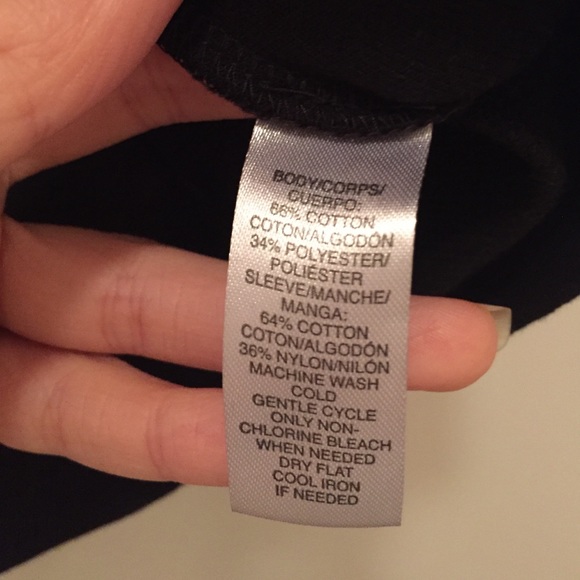 BODY/CORPS/
CUERPO:
66% COTTON
COTON/ALGODÓN
34% POLYESTER/
POLIÉSTER
SLEEVE/MANCHE/
MANGA:
64% COTTON
COTON/ALGODÓN
36% NYLON/NILÓN
MACHINE WASH
COLD
GENTLE CYCLE
ONLY NON-
CHLORINE BLEACH
WHEN NEEDED
DRY FLAT
COOL IRON
IF NEEDED